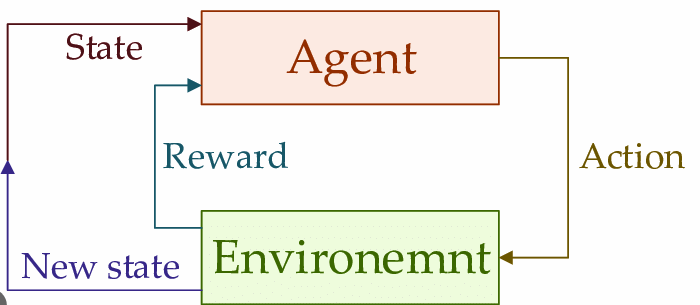 State
Agent
Reward
Action
New state
Environemnt